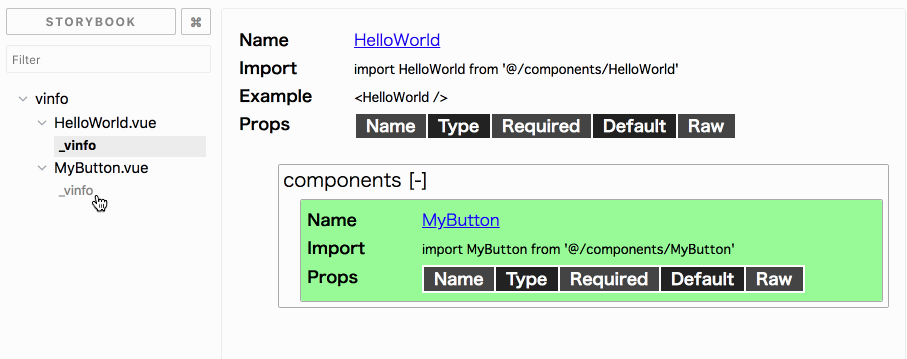 STORYBOOK ⌘
Filter
vinfo
HelloWorld.vue
_vinfo
MyButton.vue
_vinfo
Name HelloWorld
Import import HelloWorld from '@/components/HelloWorld'
Example <HelloWorld />
Props Name Type Required Default Raw
components [-]
Name MyButton
Import import MyButton from '@/components/MyButton'
Props Name Type Required Default Raw